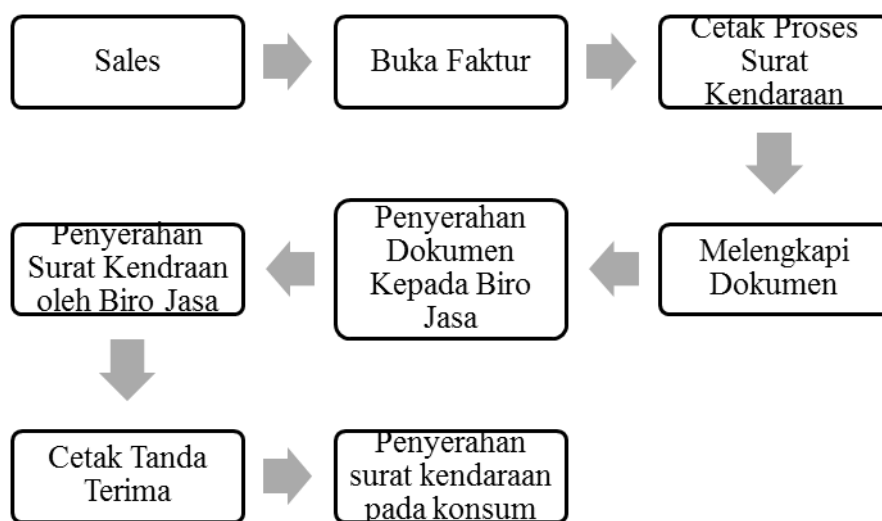 Sales
Buka Faktur
Cetak Proses
Surat
Kendaraan
Melengkapi
Dokumen
Penyerahan
Dokumen
Kepada Biro
Jasa
Penyerahan
Surat Kendraan
oleh Biro Jasa
Cetak Tanda
Terima
Penyerahan
surat kendaraan
pada konsum